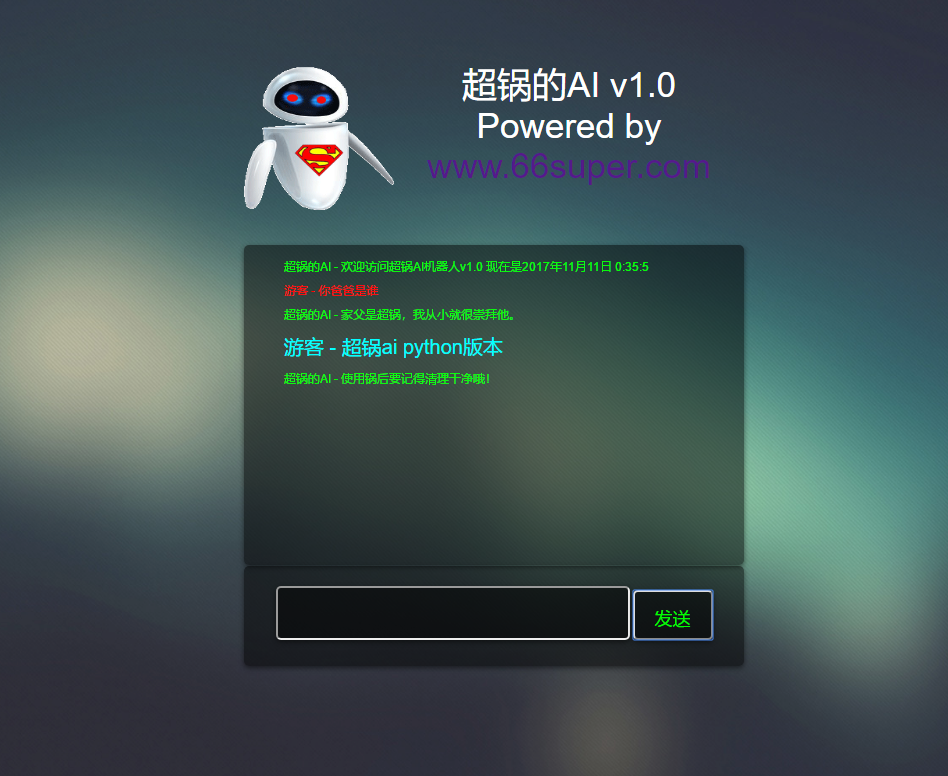 超锅的AI v1.0
Powered by
www.66super.com
超锅的AI - 欢迎访问超锅AI机器人v1.0 现在是2017年11月11日 0:35:5
游客 - 你爸爸是谁
超锅的AI - 家父是超锅，我从小就很崇拜他。
游客 - 超锅ai python版本
超锅的AI - 使用锅后要记得清理干净哦！
发送